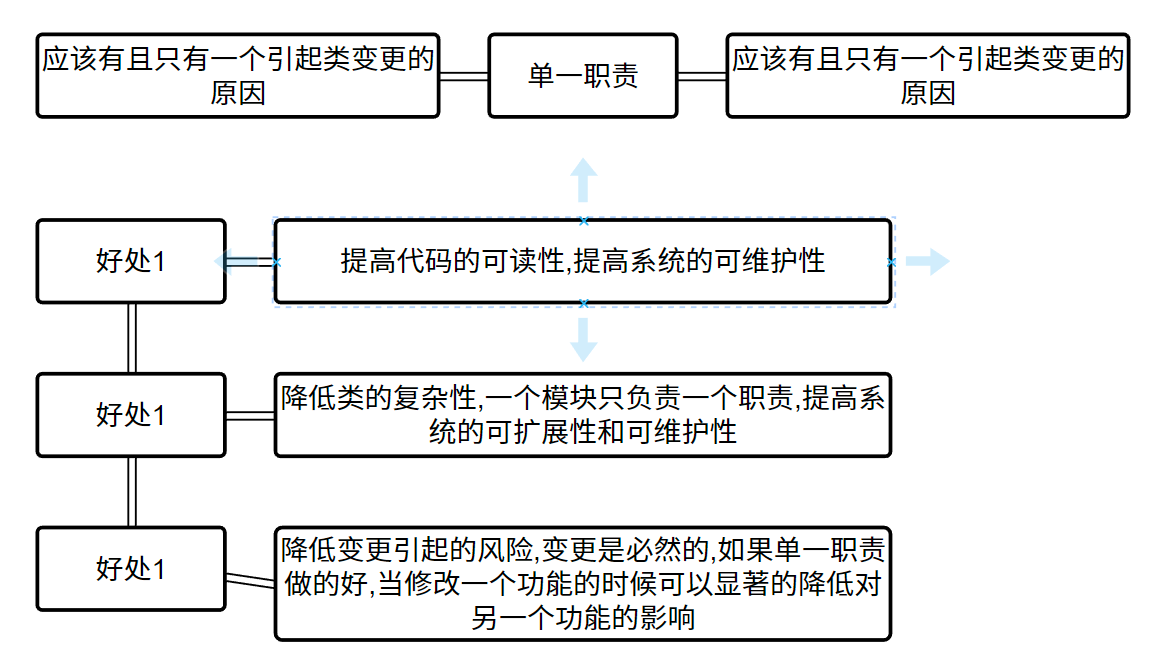 应该有且只有一个引起类变更的
原因
单一职责
应该有且只有一个引起类变更的
原因
好处1
提高代码的可读性,提高系统的可维护性
好处1
降低类的复杂性,一个模块只负责一个职责,提高系
统的可扩展性和可维护性
好处1
降低变更引起的风险,变更是必然的,如果单一职责
做的好,当修改一个功能的时候可以显著的降低对
另一个功能的影响